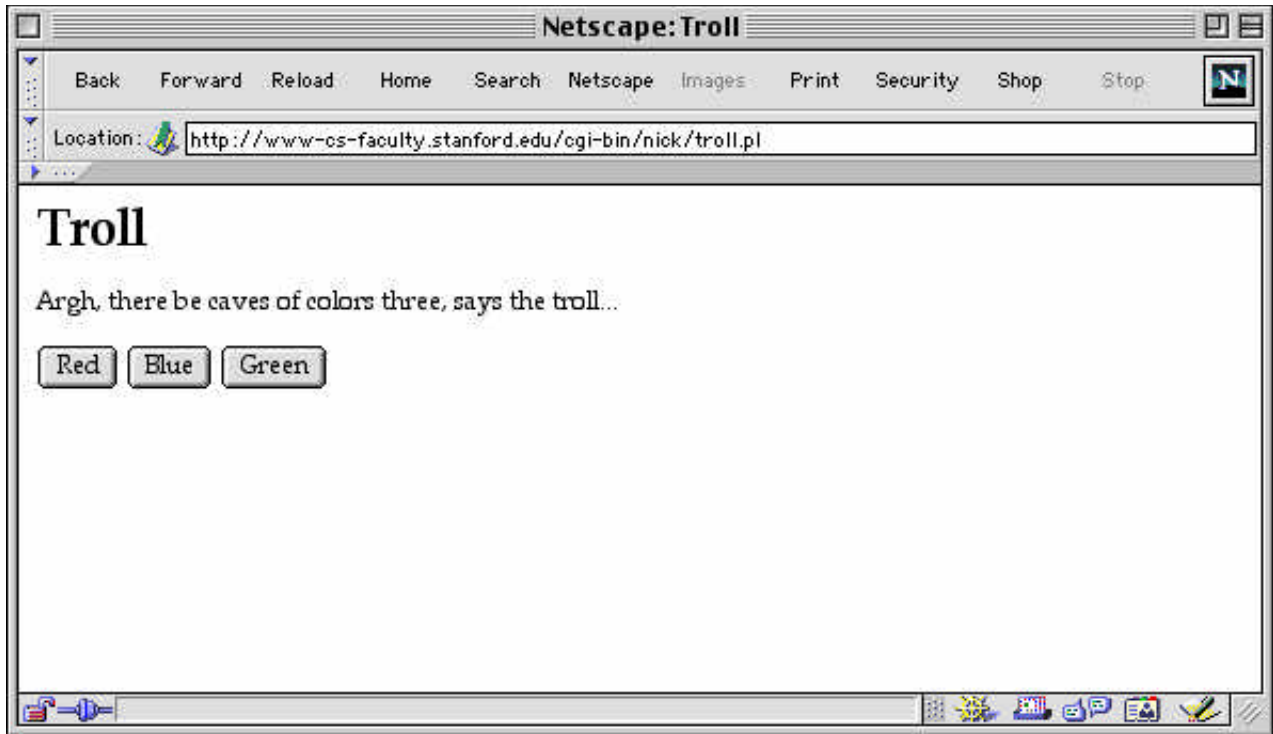 Netscape: Troll
Back Forward Reload Home Search Netscape Images Print Security Shop Stop N
Location: http://www-cs-faculty.stanford.edu/cgi-bin/nick/troll.pl
...
Troll
Argh, there be caves of colors three, says the troll...
Red Blue Green